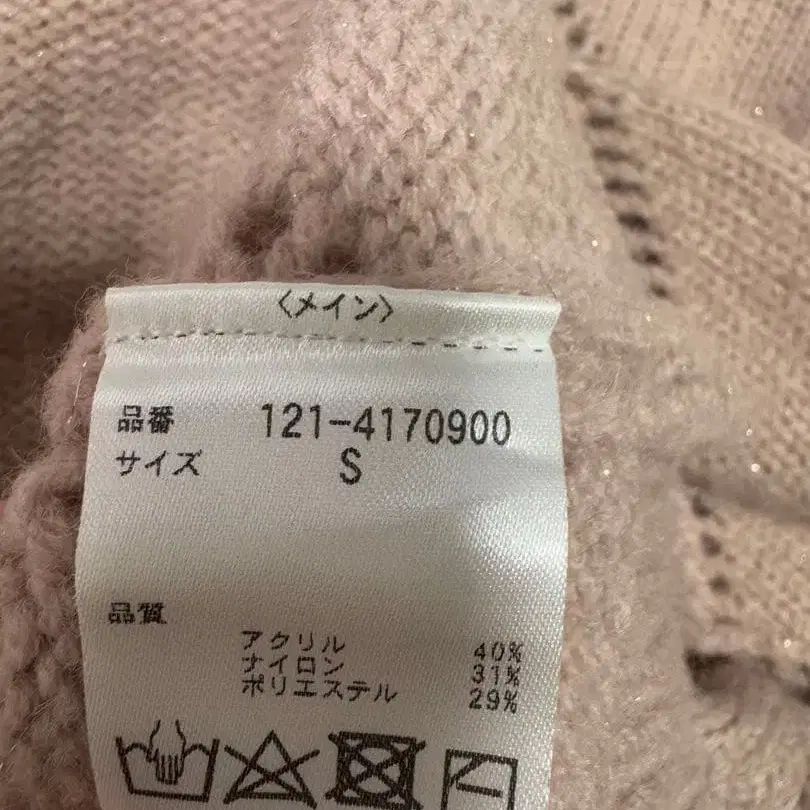 〈メイン〉
品番 121-4170900
サイズ S
品質
アクリル 40%
ナイロン 31%
ポリエステル 29%